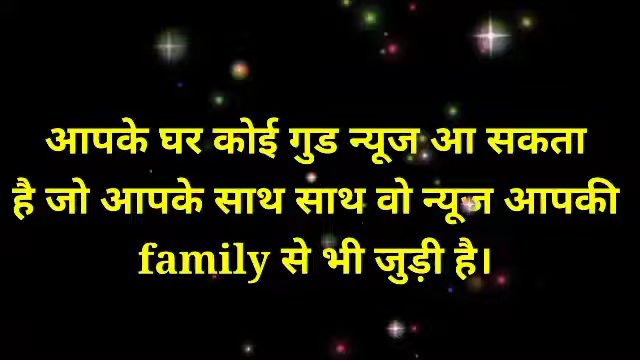 आपके घर कोई गुड न्यूज आ सकता
है जो आपके साथ साथ वो न्यूज आपकी
family से भी जुड़ी है।